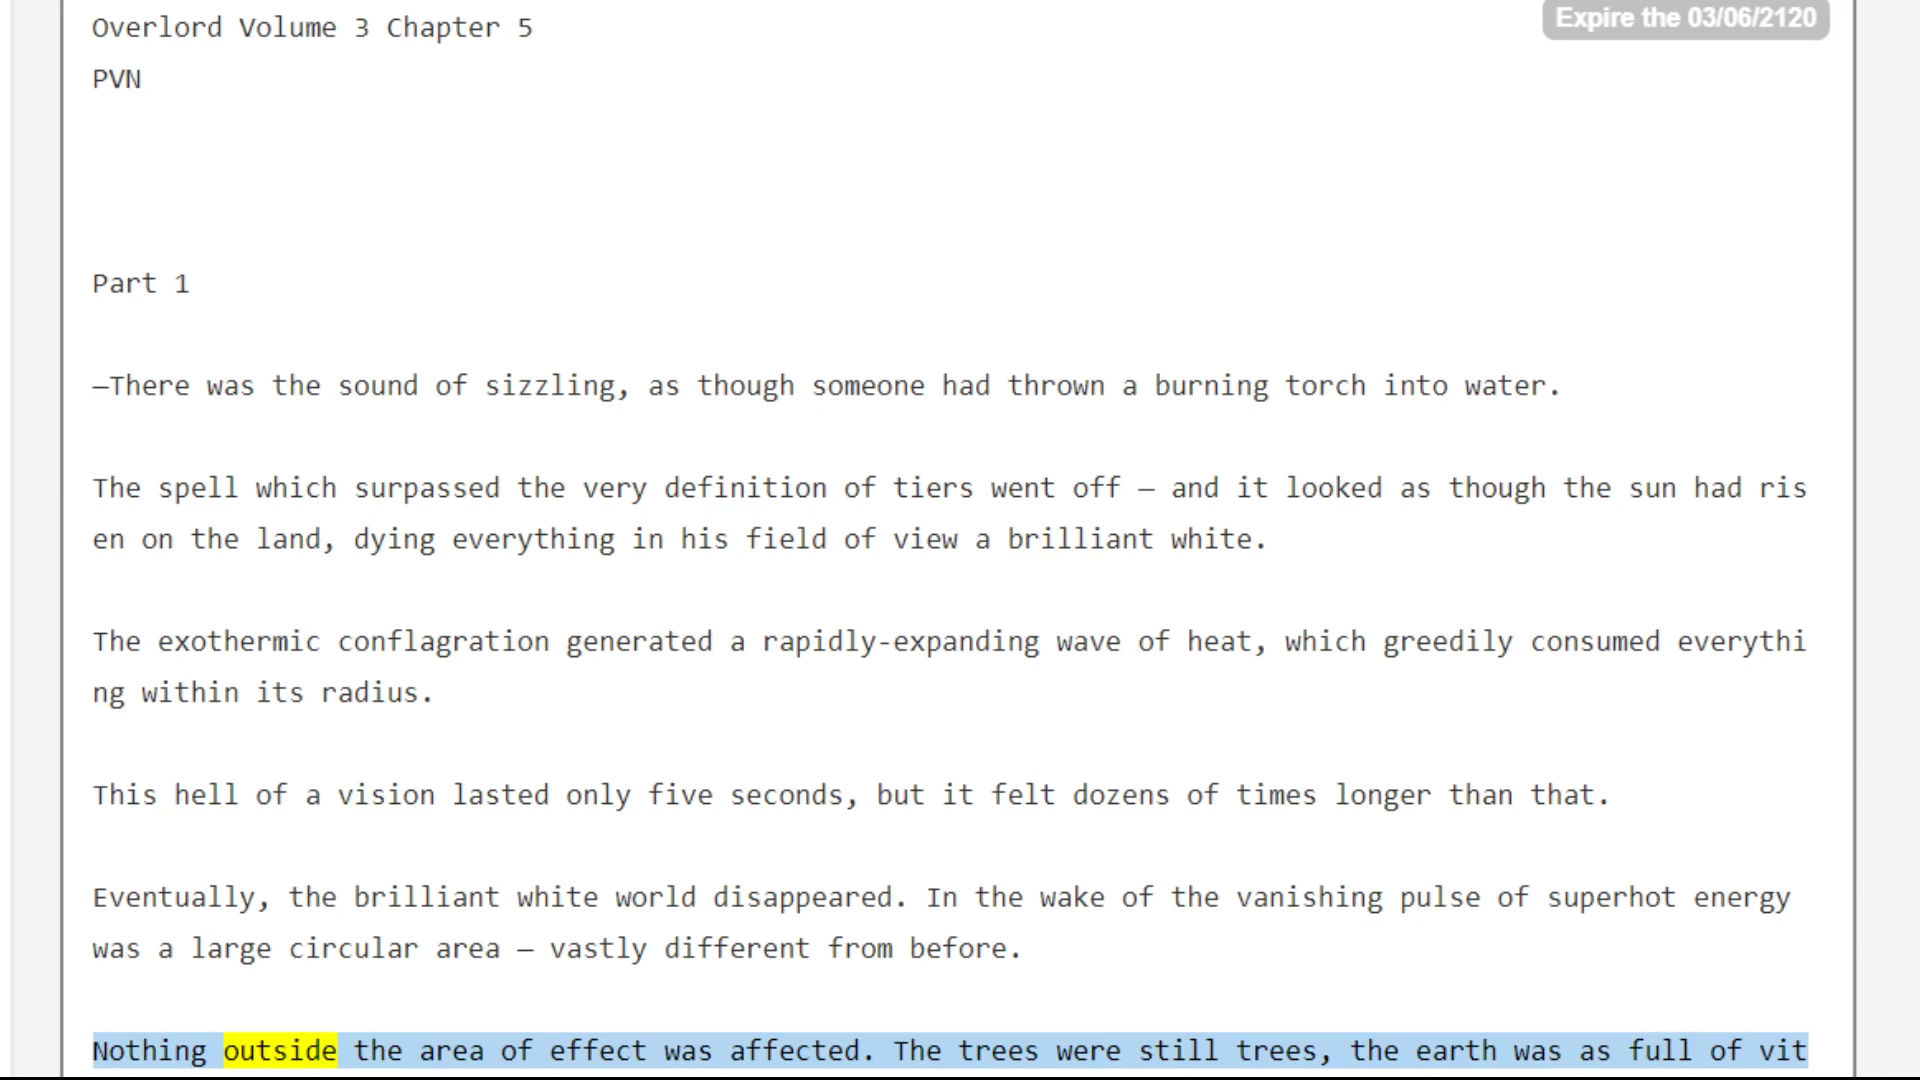 Overlord Volume 3 Chapter 5
Expire the 03/06/2120
PVN
Part 1
—There was the sound of sizzling, as though someone had thrown a burning torch into water.
The spell which surpassed the very definition of tiers went off — and it looked as though the sun had ris
en on the land, dying everything in his field of view a brilliant white.
The exothermic conflagration generated a rapidly-expanding wave of heat, which greedily consumed everythi
ng within its radius.
This hell of a vision lasted only five seconds, but it felt dozens of times longer than that.
Eventually, the brilliant white world disappeared. In the wake of the vanishing pulse of superhot energy
was a large circular area — vastly different from before.
Nothing outside the area of effect was affected. The trees were still trees, the earth was as full of vit